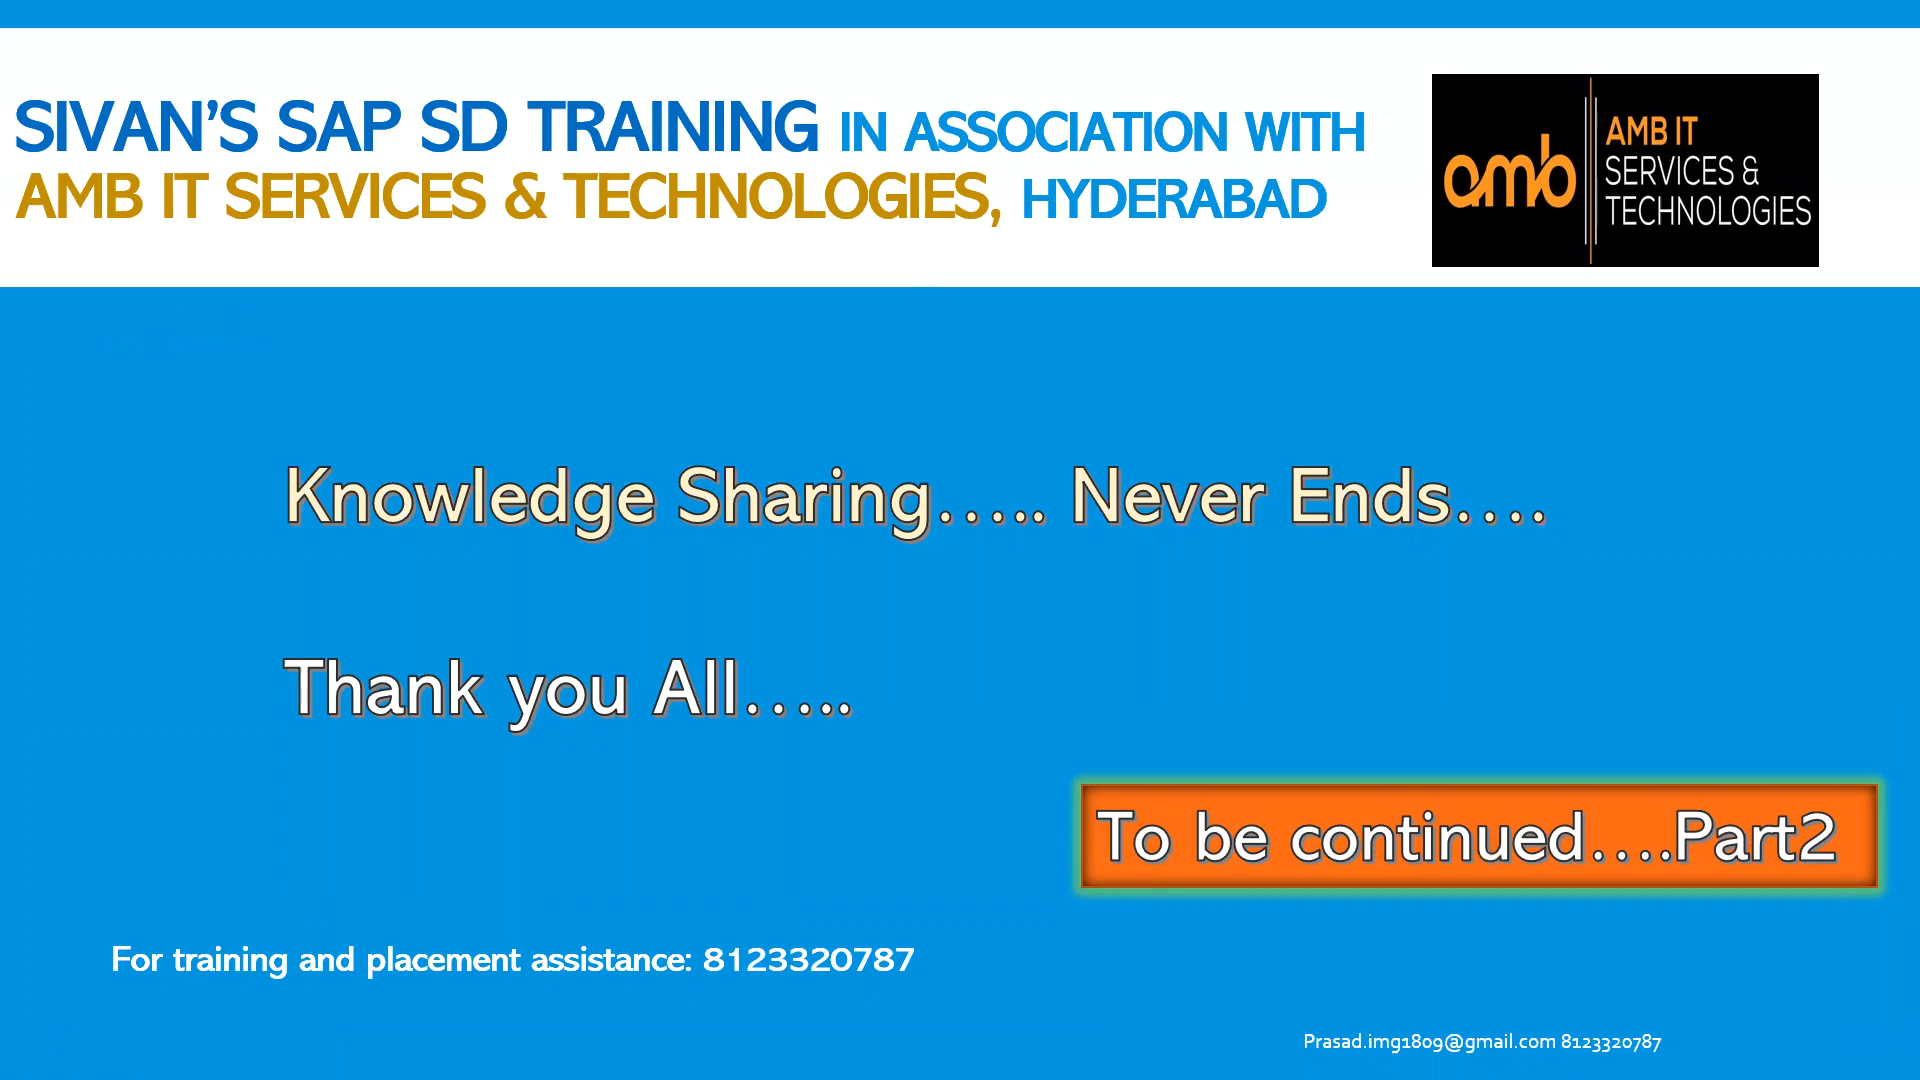 SIVAN'S SAP SD TRAINING IN ASSOCIATION WITH
AMB IT SERVICES & TECHNOLOGIES, HYDERABAD
amb
AMB IT
SERVICES &
TECHNOLOGIES
Knowledge Sharing..... Never Ends....
Thank you All.....
To be continued....Part2
For training and placement assistance: 8123320787
Prasad.img1809@gmail.com 8123320787